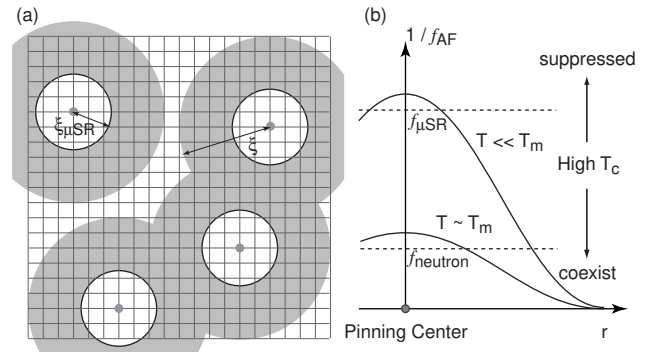 (a)
ξμSR
ξ
(b)
1 / fAF
suppressed
fμSR
T << Tm
High Tc
T ~ Tm
fneutron
coexist
Pinning Center
r